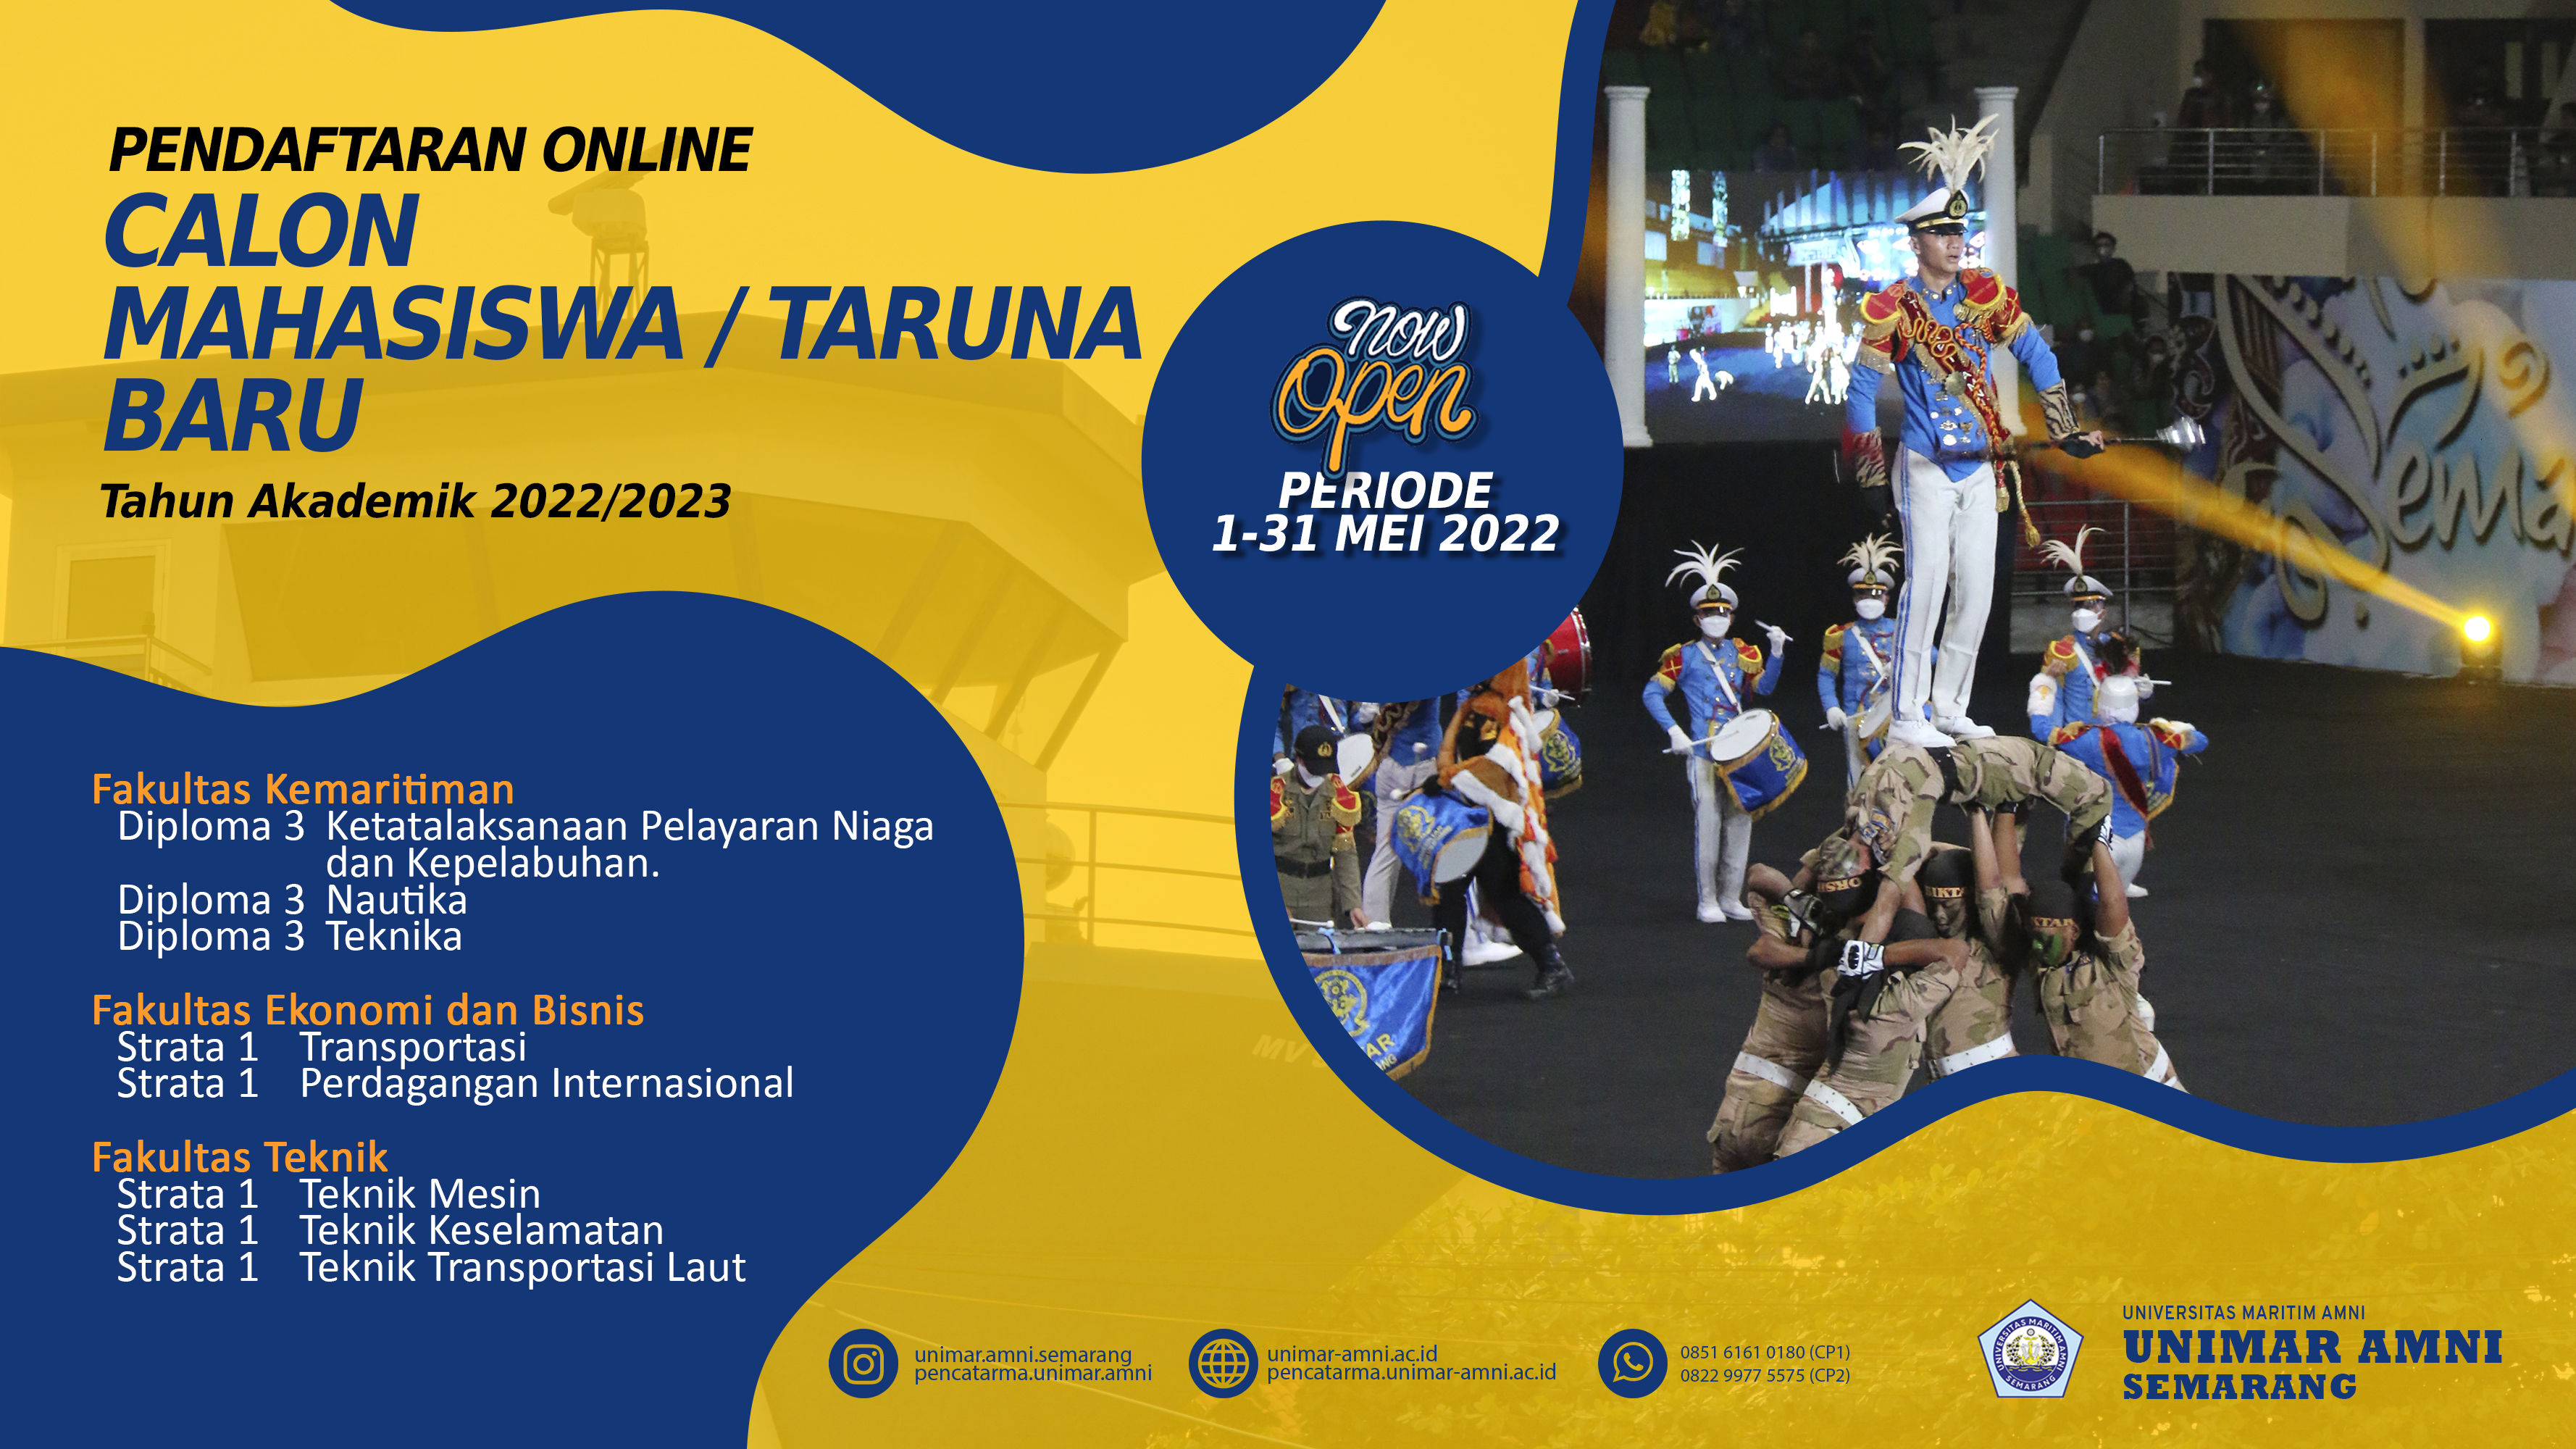 PENDAFTARAN ONLINE
CALON
MAHASISWA / TARUNA
BARU
Tahun Akademik 2022/2023
now
Open
PERIODE
1-31 MEI 2022
Fakultas Kemaritiman
Diploma 3 Ketatalaksanaan Pelayaran Niaga
dan Kepelabuhan.
Diploma 3 Nautika
Diploma 3 Teknika
Fakultas Ekonomi dan Bisnis
Strata 1 Transportasi
Strata 1 Perdagangan Internasional
Fakultas Teknik
Strata 1 Teknik Mesin
Strata 1 Teknik Keselamatan
Strata 1 Teknik Transportasi Laut
unimar.amni.semarang
pencatarma.unimar.amni
unimar-amni.ac.id
pencatarma.unimar-amni.ac.id
0851 6161 0180 (CP1)
0822 9977 5575 (CP2)
UNIVERSITAS MARITIM AMNI
SEMARANG
UNIVERSITAS MARITIM AMNI
UNIMAR AMNI
SEMARANG